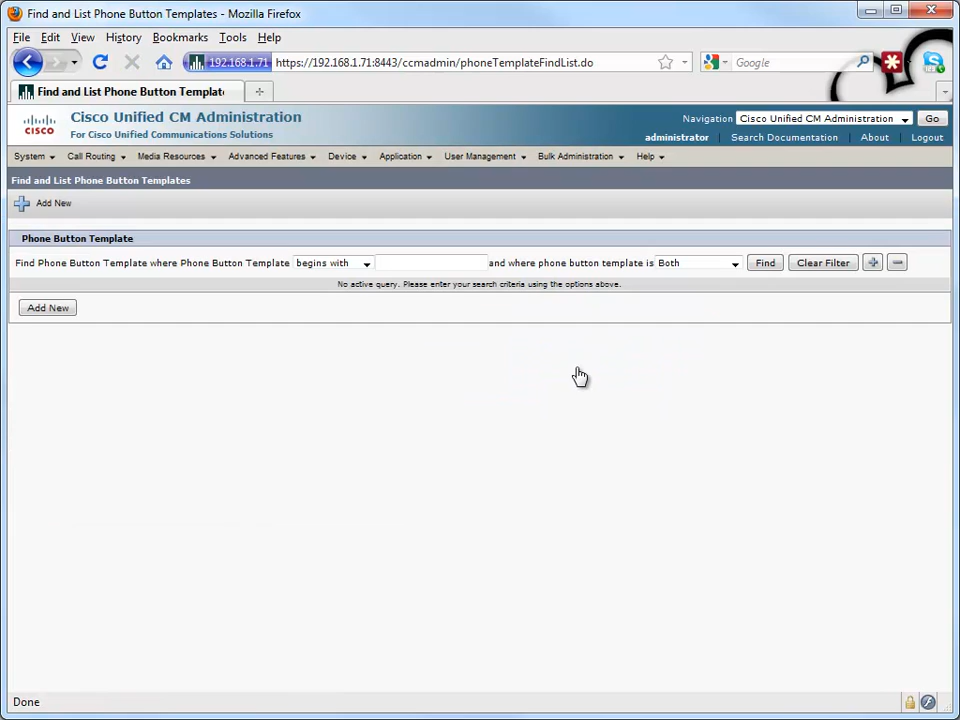 Find and List Phone Button Templates - Mozilla Firefox
File Edit View History Bookmarks Tools Help
192.168.1.71 https://192.168.1.71:8443/ccmadmin/phoneTemplateFindList.do Google
Find and List Phone Button Templat
Cisco Unified CM Administration Navigation Cisco Unified CM Administration Go
CISCO For Cisco Unified Communications Solutions administrator Search Documentation About Logout
System Call Routing Media Resources Advanced Features Device Application User Management Bulk Administration Help
Find and List Phone Button Templates
Add New
Phone Button Template
Find Phone Button Template where Phone Button Template begins with and where phone button template is Both Find Clear Filter
No active query. Please enter your search criteria using the options above.
Add New
Done